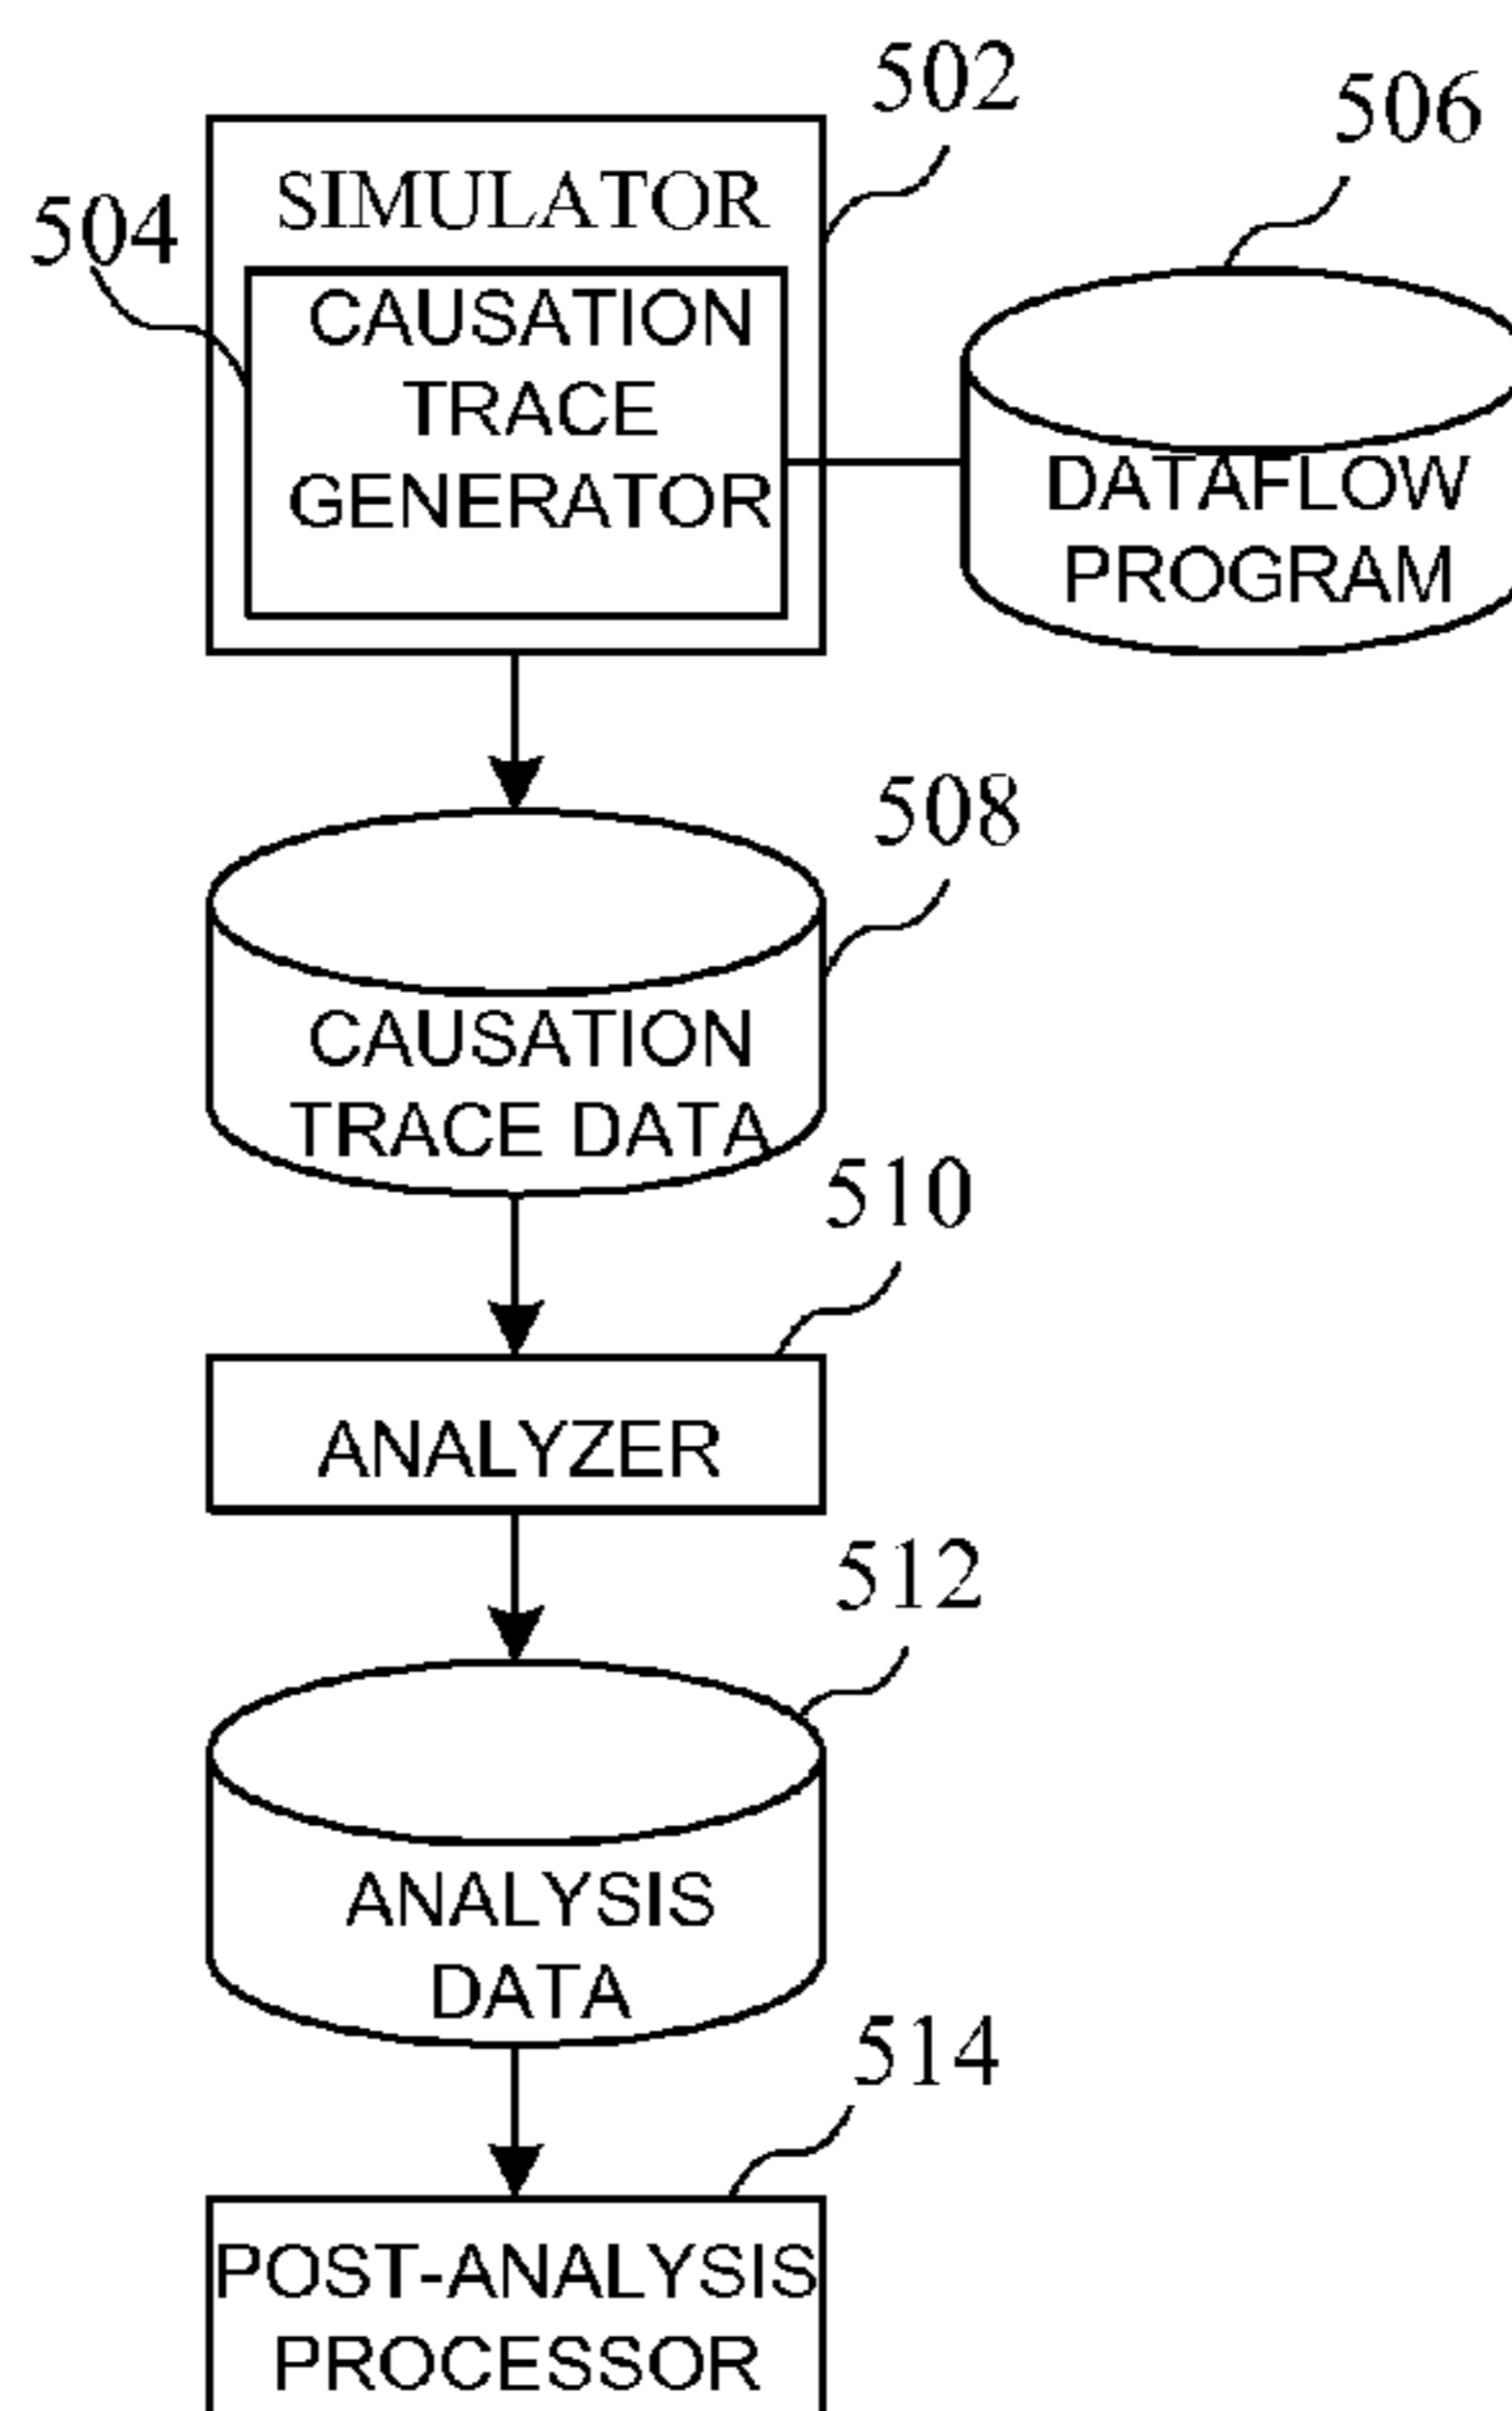 502
506
SIMULATOR
504
CAUSATION
TRACE
GENERATOR
DATAFLOW
PROGRAM
508
CAUSATION
TRACE DATA
510
ANALYZER
512
ANALYSIS
DATA
514
POST-ANALYSIS
PROCESSOR